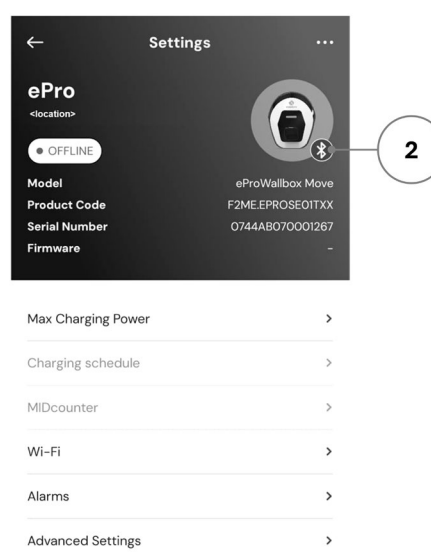 Settings
ePro
<location>
OFFLINE
2
Model eProWallbox Move
Product Code F2ME.EPROSE01TXX
Serial Number 0744AB070001267
Firmware –
Max Charging Power
Charging schedule
MIDcounter
Wi-Fi
Alarms
Advanced Settings